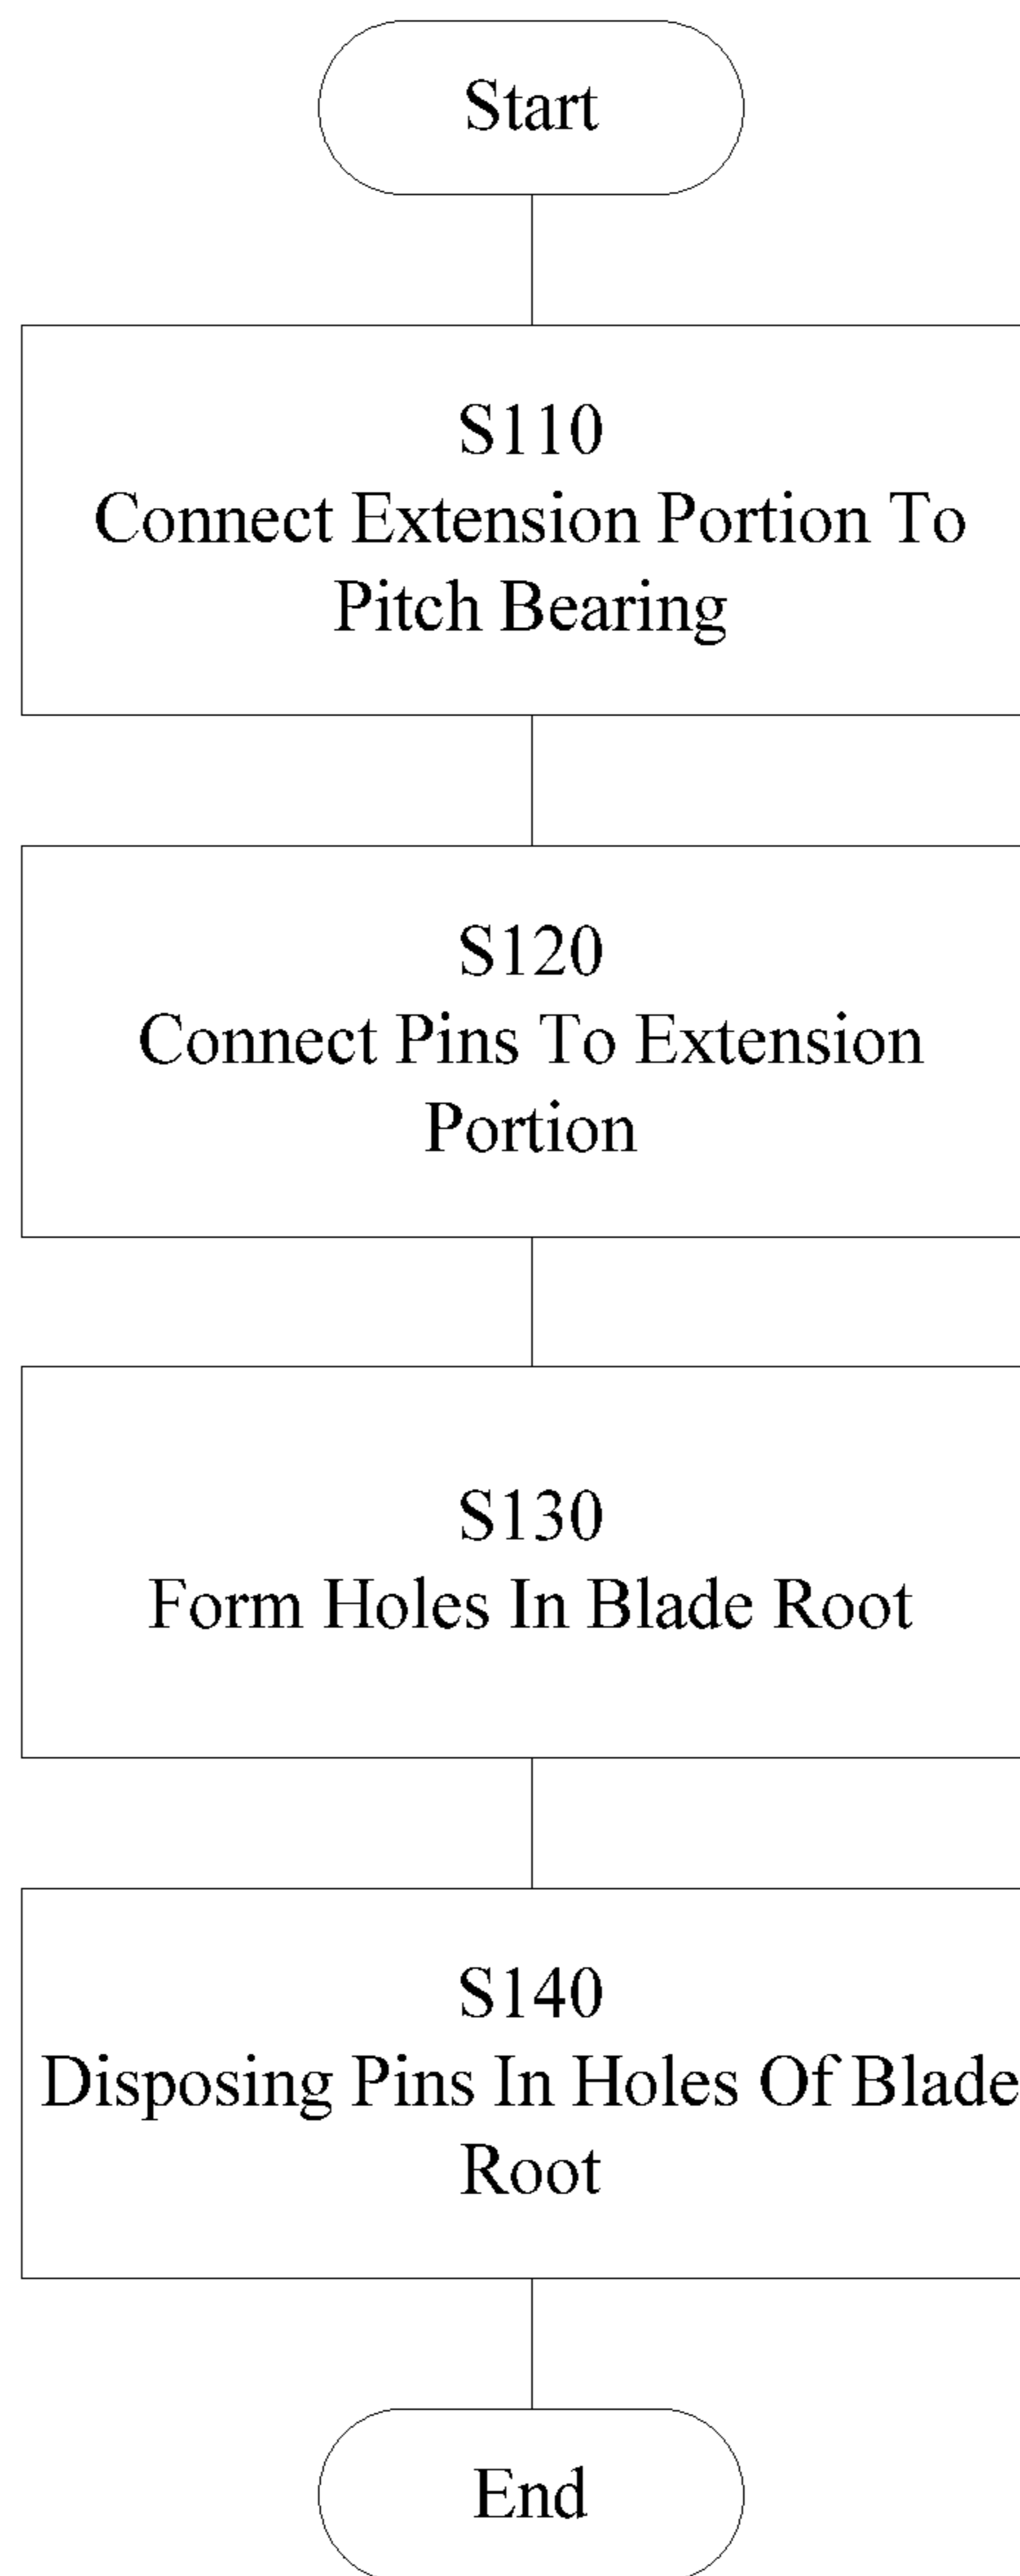 Start
S110
Connect Extension Portion To
Pitch Bearing
S120
Connect Pins To Extension
Portion
S130
Form Holes In Blade Root
S140
Disposing Pins In Holes Of Blade
Root
End